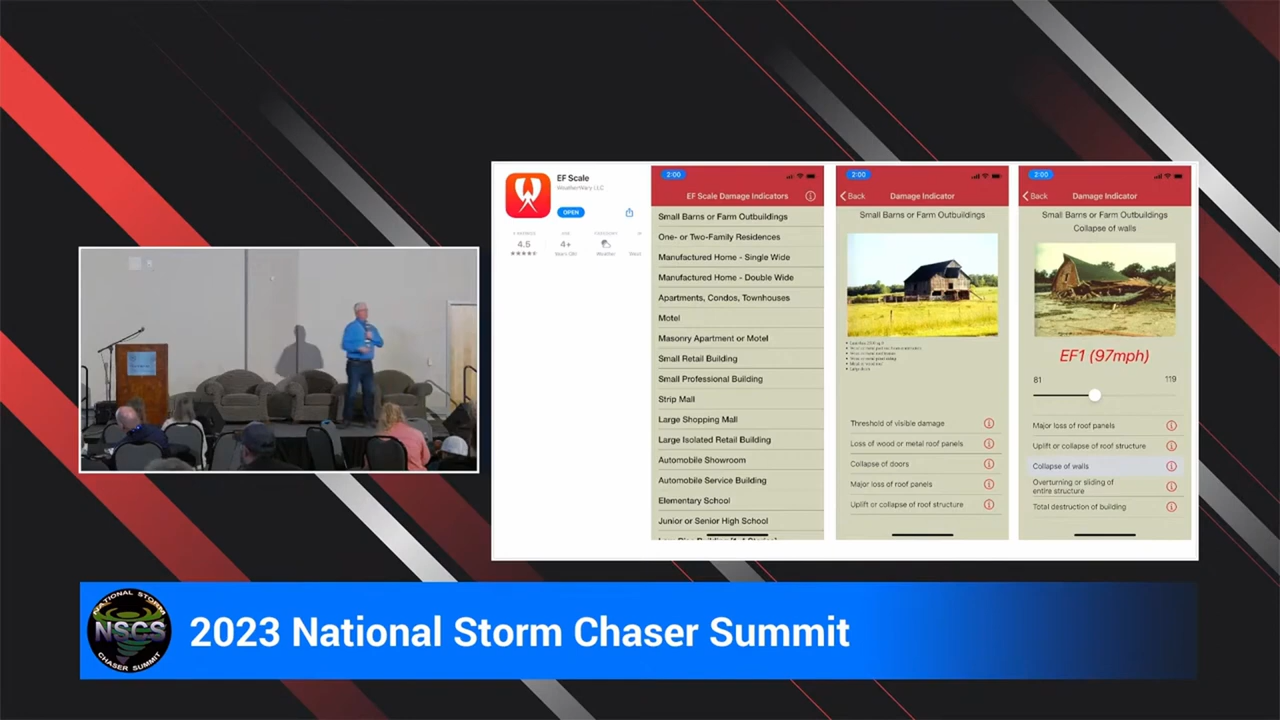 EF Scale
WeatherWary LLC
OPEN
4.5
4+
Weather
2:00
EF Scale Damage Indicators
Small Barns or Farm Outbuildings
One- or Two-Family Residences
Manufactured Home - Single Wide
Manufactured Home - Double Wide
Apartments, Condos, Townhouses
Motel
Masonry Apartment or Motel
Small Retail Building
Small Professional Building
Strip Mall
Large Shopping Mall
Large Isolated Retail Building
Automobile Showroom
Automobile Service Building
Elementary School
Junior or Senior High School
2:00
Back
Damage Indicator
Small Barns or Farm Outbuildings
Threshold of visible damage
Loss of wood or metal roof panels
Collapse of doors
Major loss of roof panels
Uplift or collapse of roof structure
2:00
Back
Damage Indicator
Small Barns or Farm Outbuildings
Collapse of walls
EF1 (97mph)
81
119
Major loss of roof panels
Uplift or collapse of roof structure
Collapse of walls
Overturning or sliding of
entire structure
Total destruction of building
NATIONAL STORM
NSCS
CHASER SUMMIT
2023 National Storm Chaser Summit